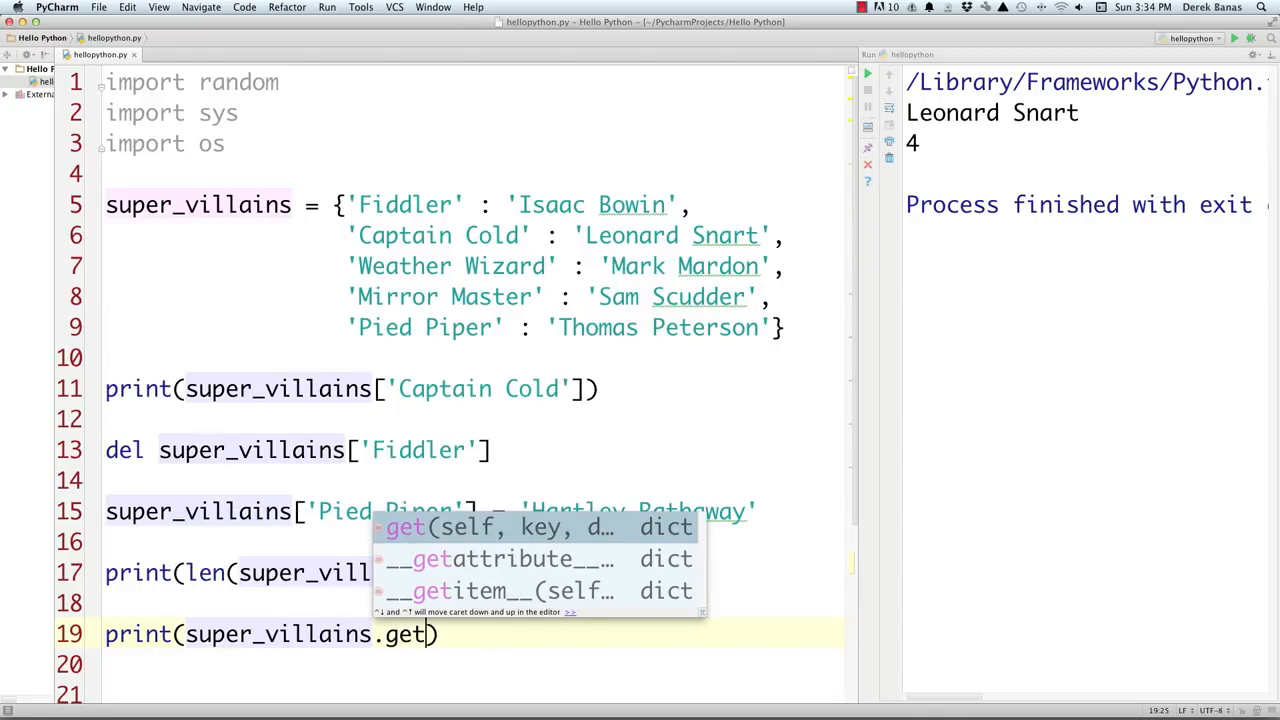 PyCharm File Edit View Navigate Code Refactor Run Tools VCS Window Help 10 Sun 3:34 PM Derek Banas
hellopython.py - Hello Python - [~/PycharmProjects/Hello Python]
Hello Python hellopython.py hellopython
hellopython.py
Run hellopython
Hello P
hello
Externa
1 import random
2 import sys
3 import os
4
5 super_villains = {'Fiddler' : 'Isaac Bowin',
6 'Captain Cold' : 'Leonard Snart',
7 'Weather Wizard' : 'Mark Mardon',
8 'Mirror Master' : 'Sam Scudder',
9 'Pied Piper' : 'Thomas Peterson'}
10
11 print(super_villains['Captain Cold'])
12
13 del super_villains['Fiddler']
14
15 super_villains['Pied Piper'] = 'Hartley Rathaway'
16
get(self, key, d… dict
__getattribute__… dict
17 print(len(super_vill
__getitem__(self… dict
18
^↓ and ^↑ will move caret down and up in the editor >>
19 print(super_villains.get)
20
21
/Library/Frameworks/Python.
Leonard Snart
4
Process finished with exit
19:25 LF UTF-8